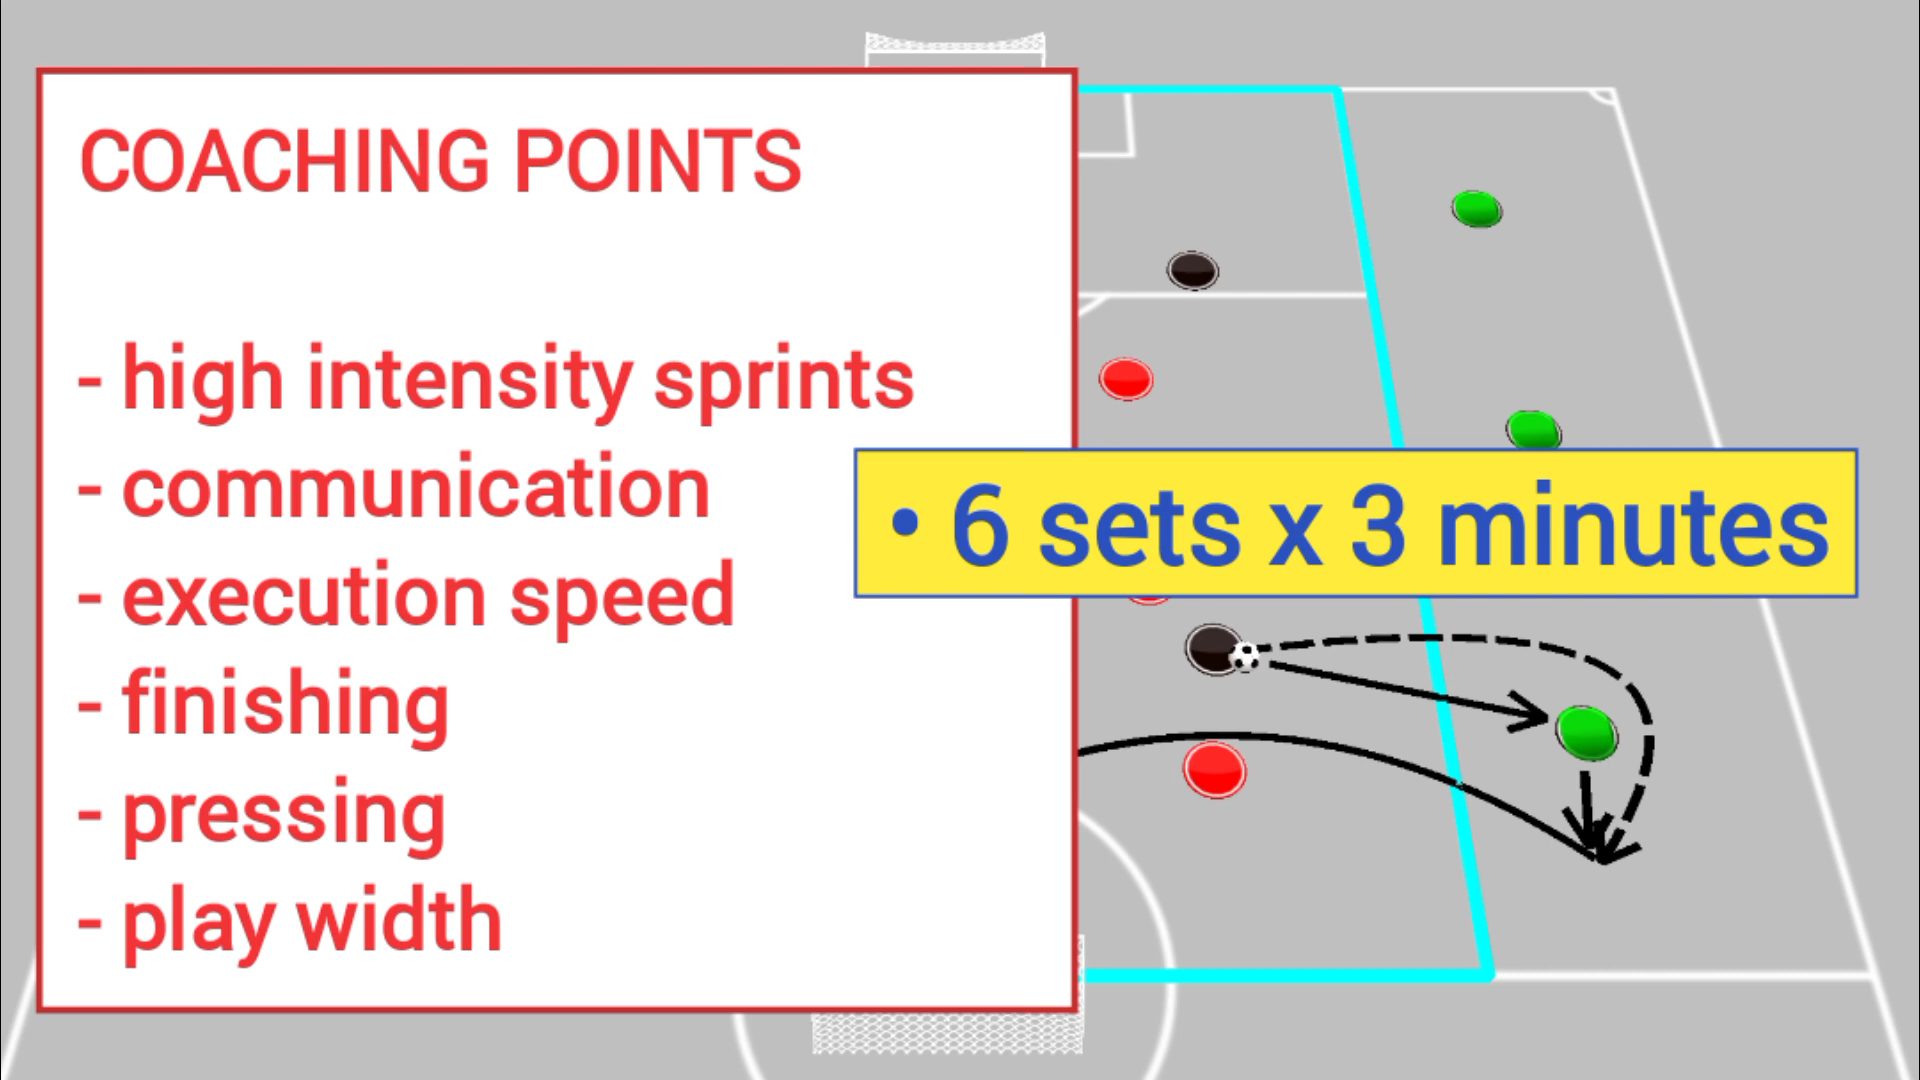 COACHING POINTS
- high intensity sprints
- communication
- execution speed
- finishing
- pressing
- play width
• 6 sets x 3 minutes